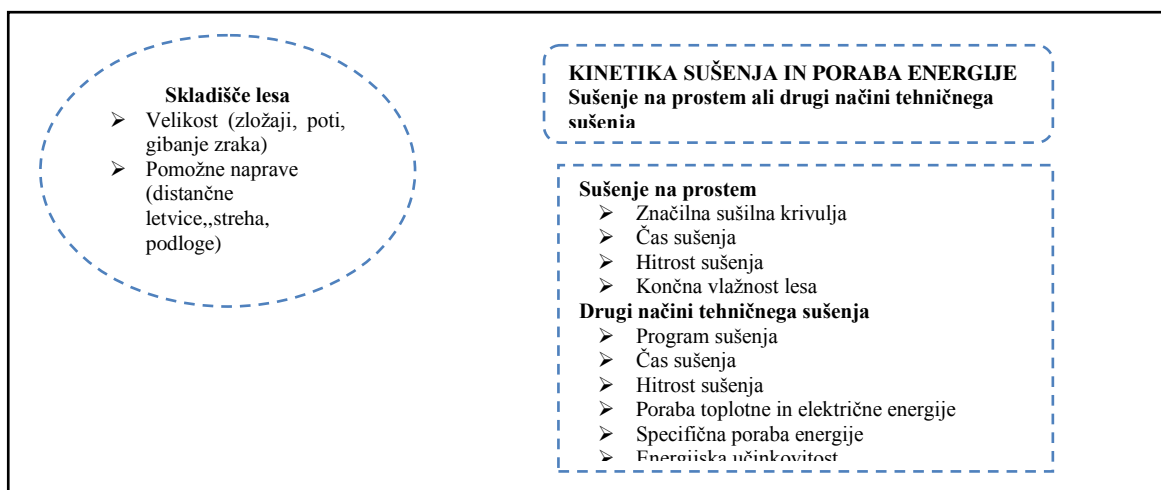 Skladišče lesa
➢ Velikost (zložaji, poti,
gibanje zraka)
➢ Pomožne naprave
(distančne
letvice,,streha,
podloge)
KINETIKA SUŠENJA IN PORABA ENERGIJE
Sušenje na prostem ali drugi načini tehničnega
sušenja
Sušenje na prostem
➢ Značilna sušilna krivulja
➢ Čas sušenja
➢ Hitrost sušenja
➢ Končna vlažnost lesa
Drugi načini tehničnega sušenja
➢ Program sušenja
➢ Čas sušenja
➢ Hitrost sušenja
➢ Poraba toplotne in električne energije
➢ Specifična poraba energije
➢ Energijska učinkovitost